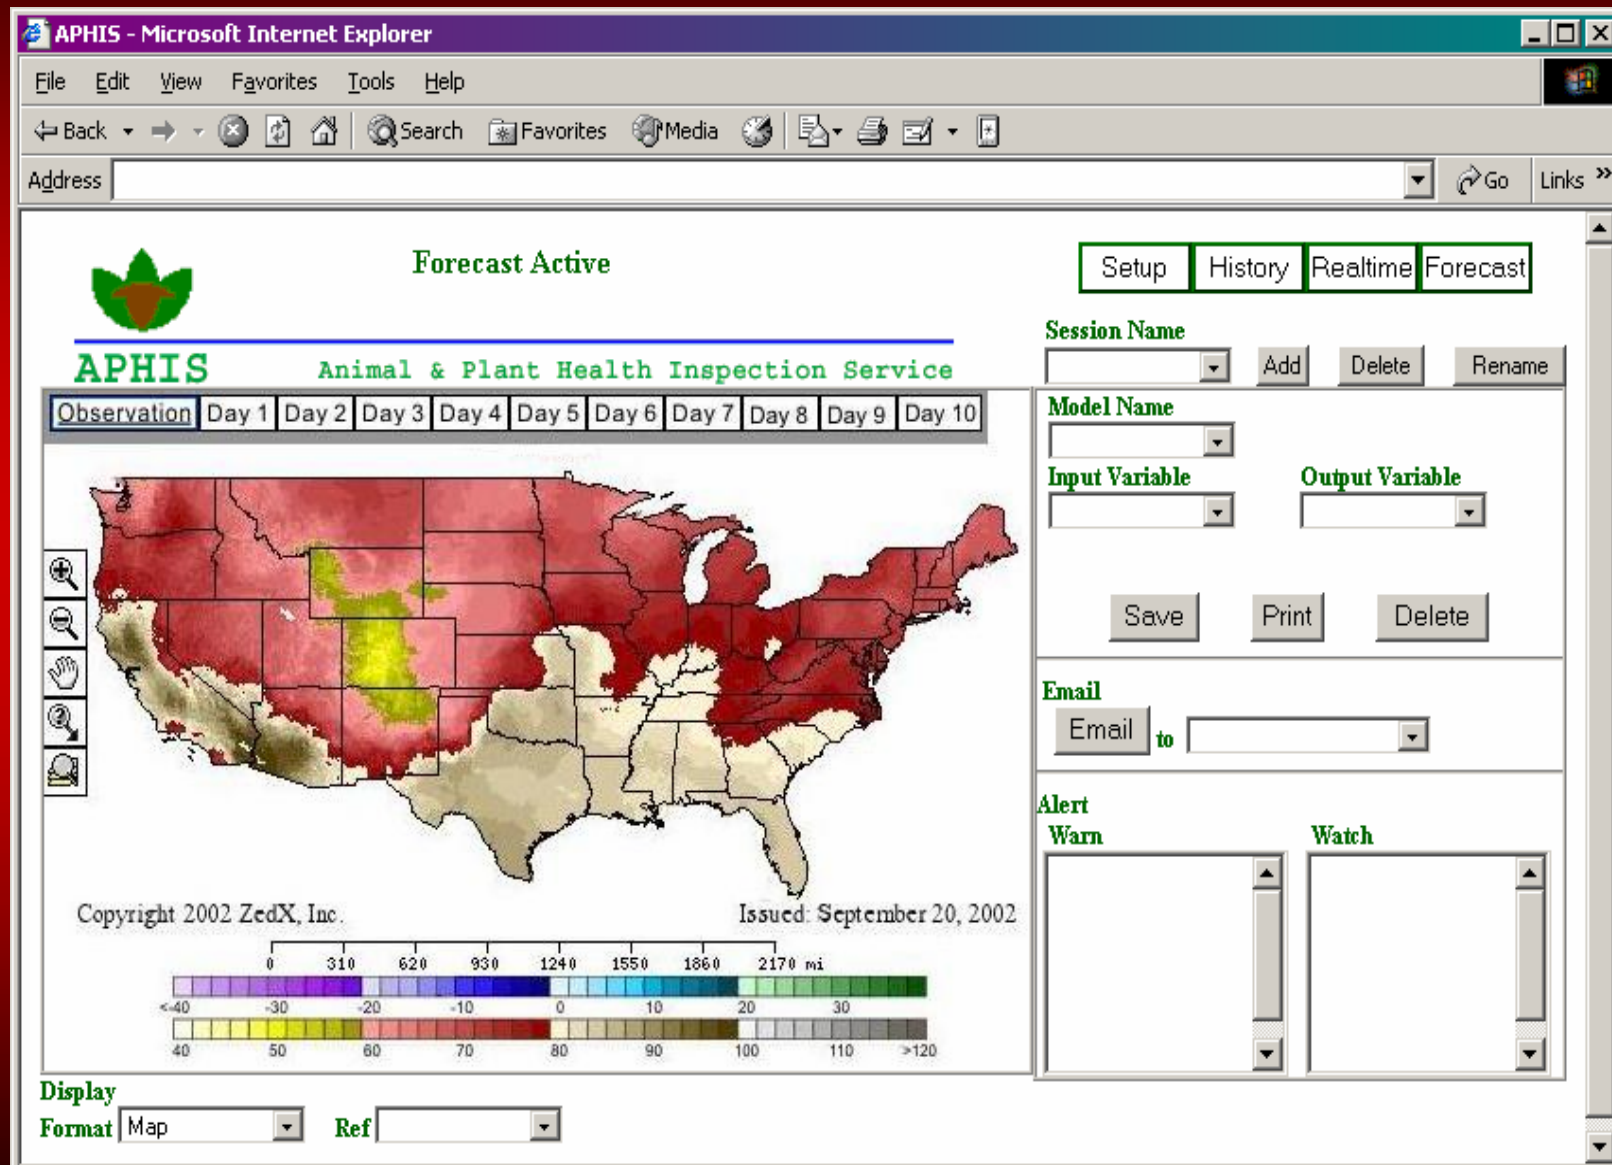 APHIS - Microsoft Internet Explorer
File Edit View Favorites Tools Help
Back Search Favorites Media
Address Go Links »
Forecast Active
Setup History Realtime Forecast
APHIS Animal & Plant Health Inspection Service
Session Name
Add Delete Rename
Observation Day 1 Day 2 Day 3 Day 4 Day 5 Day 6 Day 7 Day 8 Day 9 Day 10
Model Name
Input Variable Output Variable
Save Print Delete
Email
Email to
Alert
Warn Watch
Copyright 2002 ZedX, Inc. Issued: September 20, 2002
0 310 620 930 1240 1550 1860 2170 mi
<-40 -30 -20 -10 0 10 20 30
40 50 60 70 80 90 100 110 >120
Display
Format Map Ref